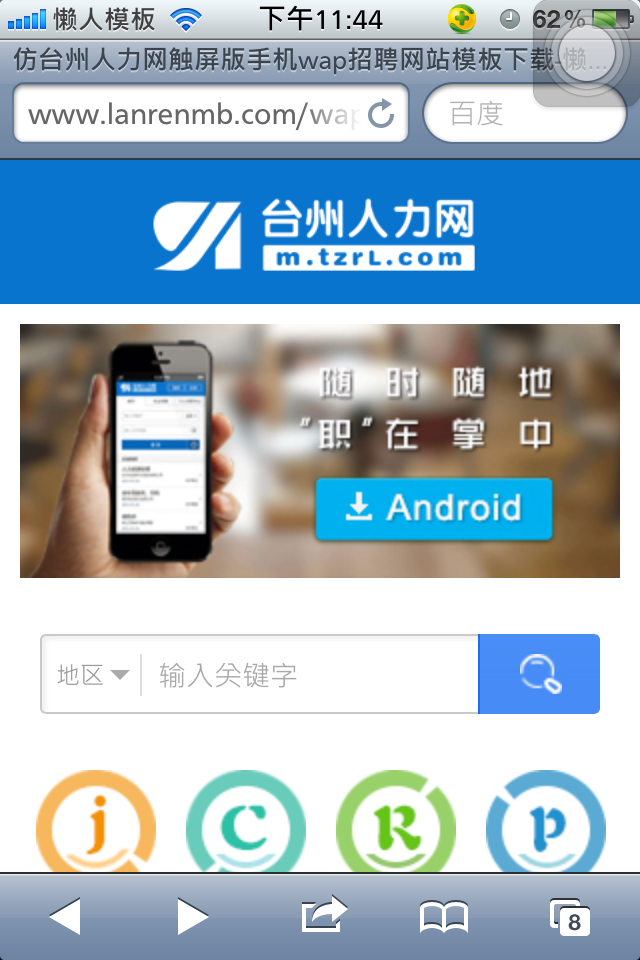 懒人模板 下午11:44 62%
仿台州人力网触屏版手机wap招聘网站模板下载-懒...
www.lanrenmb.com/wap 百度
台州人力网
m.tzrL.com
随时随地
"职"在掌中
Android
地区 输入关键字
j C R p
8